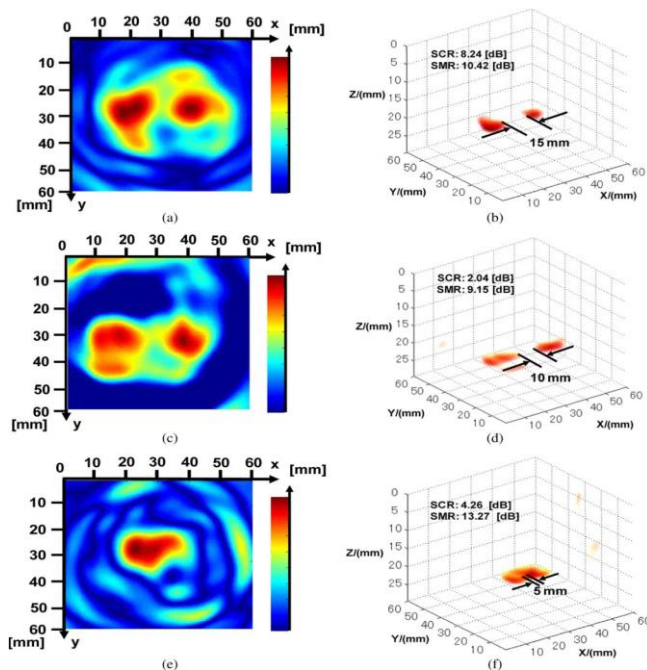 x [mm]
0 10 20 30 40 50 60
10
20
30
40
50
60
[mm] y
(a)
SCR: 8.24 [dB]
SMR: 10.42 [dB]
0
5
10
15
20
25
Z/(mm)
15 mm
60 50 40 30 20 10
Y/(mm)
10 20 30 40 50 60
X/(mm)
(b)
x [mm]
0 10 20 30 40 50 60
10
20
30
40
50
60
[mm] y
(c)
SCR: 2.04 [dB]
SMR: 9.15 [dB]
0
5
10
15
20
25
Z/(mm)
10 mm
60 50 40 30 20 10
Y/(mm)
10 20 30 40 50 60
X/(mm)
(d)
x [mm]
0 10 20 30 40 50 60
10
20
30
40
50
60
[mm] y
(e)
SCR: 4.26 [dB]
SMR: 13.27 [dB]
0
5
10
15
20
25
Z/(mm)
5 mm
60 50 40 30 20 10
Y/(mm)
10 20 30 40 50 60
X/(mm)
(f)